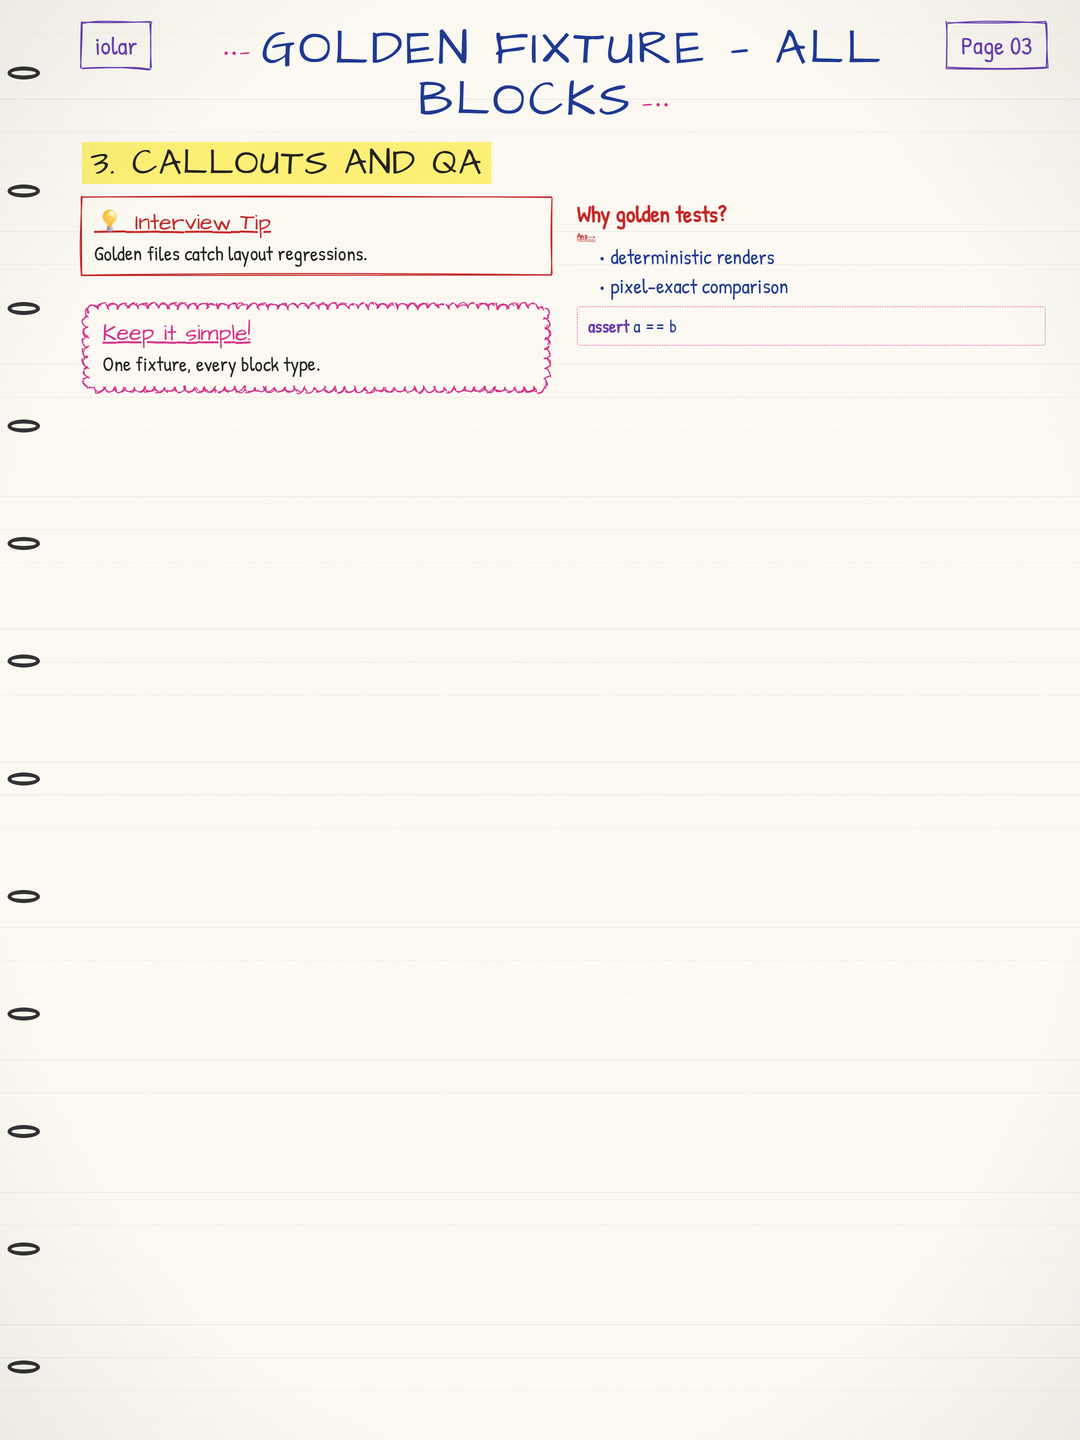 iolar
GOLDEN FIXTURE - ALL
BLOCKS
Page 03
3. CALLOUTS AND QA
💡 Interview Tip
Golden files catch layout regressions.
Keep it simple!
One fixture, every block type.
Why golden tests?
Ans:-
• deterministic renders
• pixel-exact comparison
assert a == b